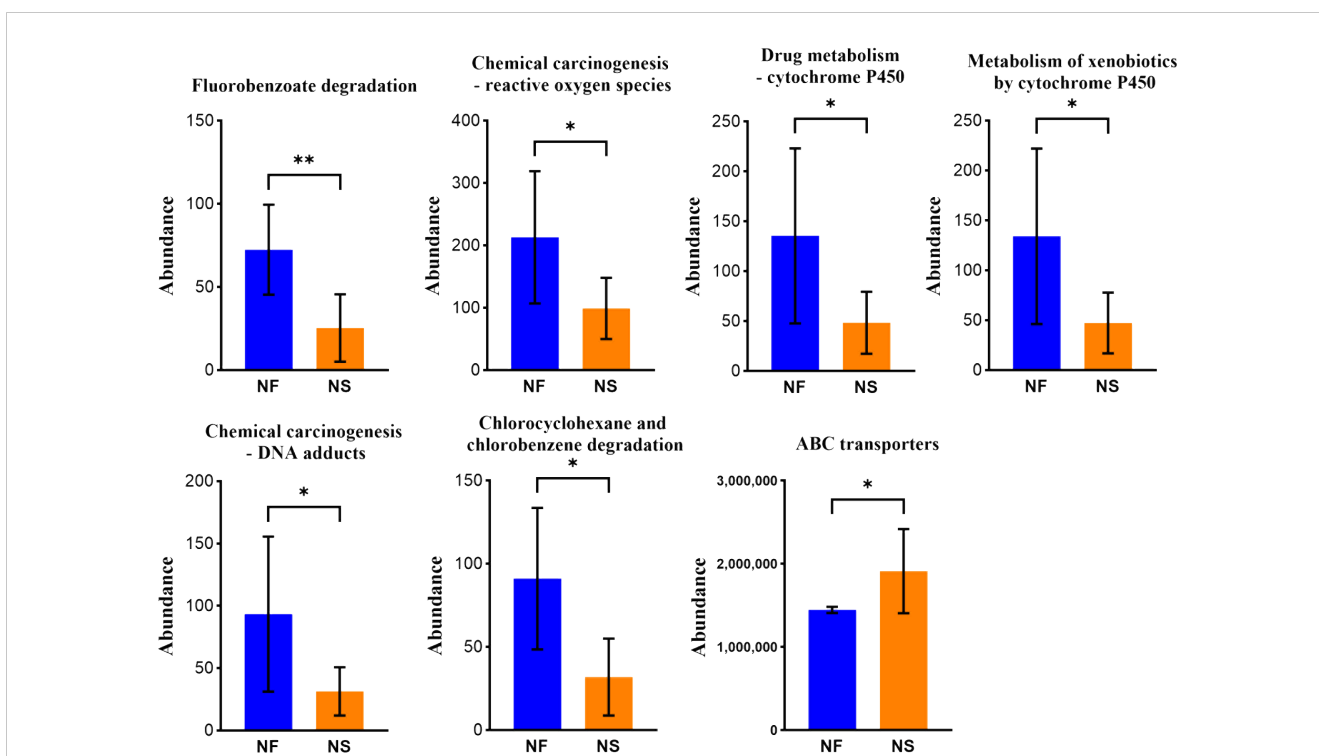 Fluorobenzoate degradation
Abundance
150
100
50
0
**
NF NS
Chemical carcinogenesis
- reactive oxygen species
Abundance
400
300
200
100
0
*
NF NS
Drug metabolism
- cytochrome P450
Abundance
250
200
150
100
50
0
*
NF NS
Metabolism of xenobiotics
by cytochrome P450
Abundance
250
200
150
100
50
0
*
NF NS
Chemical carcinogenesis
- DNA adducts
Abundance
200
150
100
50
0
*
NF NS
Chlorocyclohexane and
chlorobenzene degradation
Abundance
150
100
50
0
*
NF NS
ABC transporters
Abundance
3,000,000
2,000,000
1,000,000
0
*
NF NS